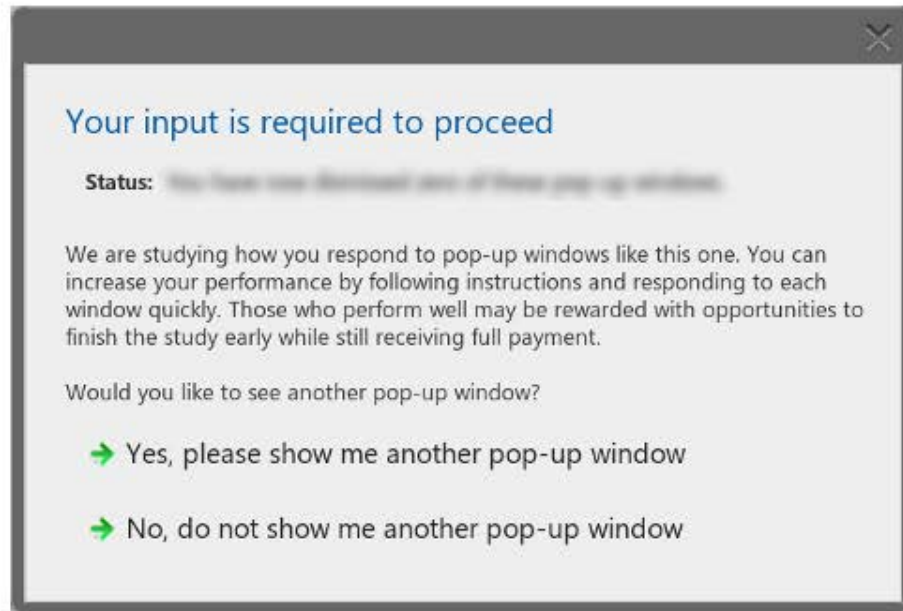 Your input is required to proceed
Status:
We are studying how you respond to pop-up windows like this one. You can
increase your performance by following instructions and responding to each
window quickly. Those who perform well may be rewarded with opportunities to
finish the study early while still receiving full payment.
Would you like to see another pop-up window?
Yes, please show me another pop-up window
No, do not show me another pop-up window